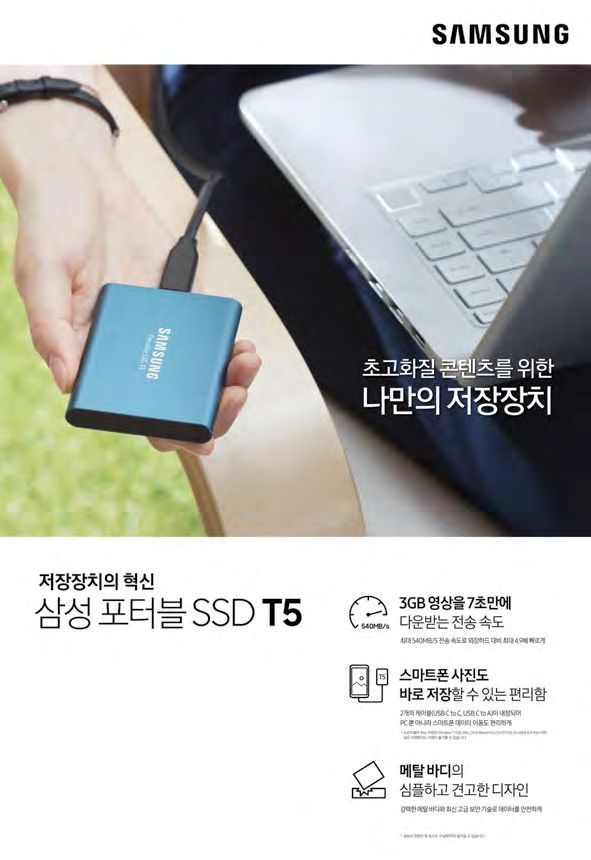 SAMSUNG
SAMSUNG
Portable SSD T5
초고화질 콘텐츠를 위한
나만의 저장장치
저장장치의 혁신
삼성 포터블 SSD T5
540MB/s
3GB 영상을 7초만에
다운받는 전송 속도
최대 540MB/S 전송 속도로 외장하드 대비 최대 4.9배 빠르게
T5
스마트폰 사진도
바로 저장할 수 있는 편리함
2개의 케이블(USB C to C, USB C to A)이 내장되어
PC 뿐 아니라 스마트폰 데이터 이동도 편리하게
메탈 바디의
심플하고 견고한 디자인
강력한 메탈 바디와 최신 고급 보안 기술로 데이터를 안전하게